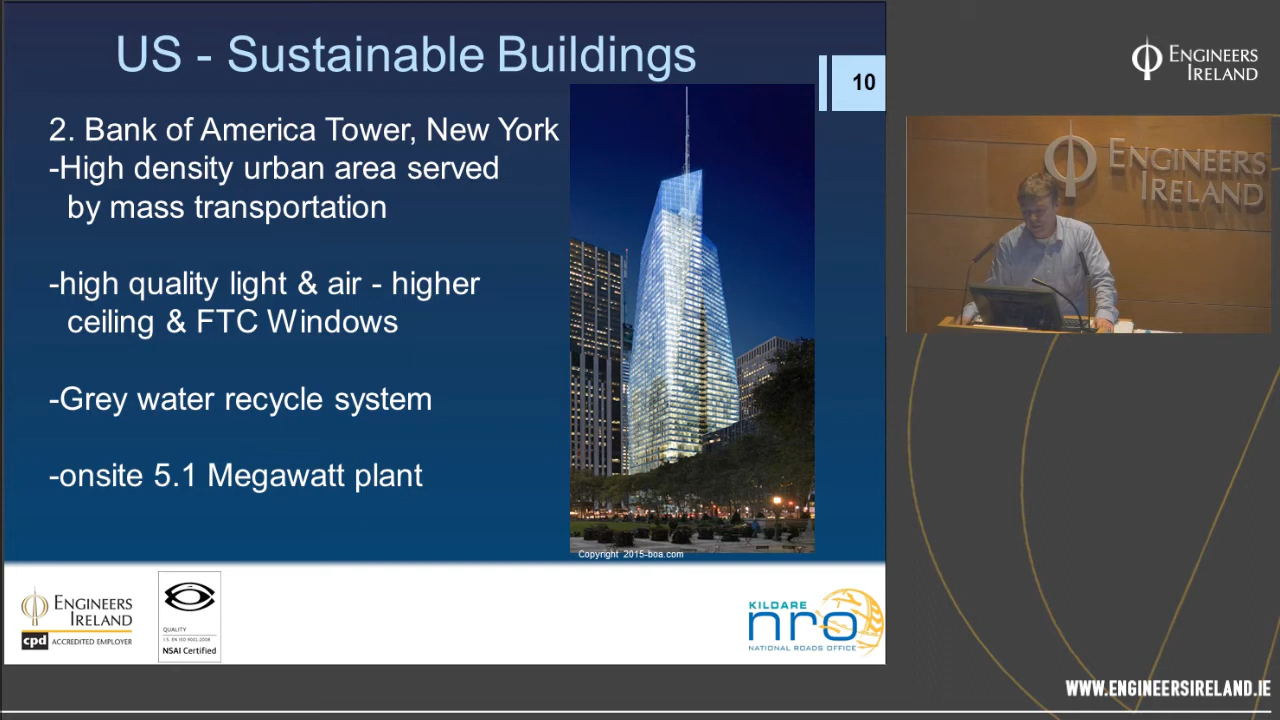 US - Sustainable Buildings
10
2. Bank of America Tower, New York
-High density urban area served
by mass transportation
-high quality light & air - higher
ceiling & FTC Windows
-Grey water recycle system
-onsite 5.1 Megawatt plant
Copyright 2015-boa.com
ENGINEERS
IRELAND
cpd ACCREDITED EMPLOYER
QUALITY
I.S. EN ISO 9001:2008
NSAI Certified
KILDARE
nro
NATIONAL ROADS OFFICE
ENGINEERS
IRELAND
ENGINEERS
IRELAND
WWW.ENGINEERSIRELAND.IE